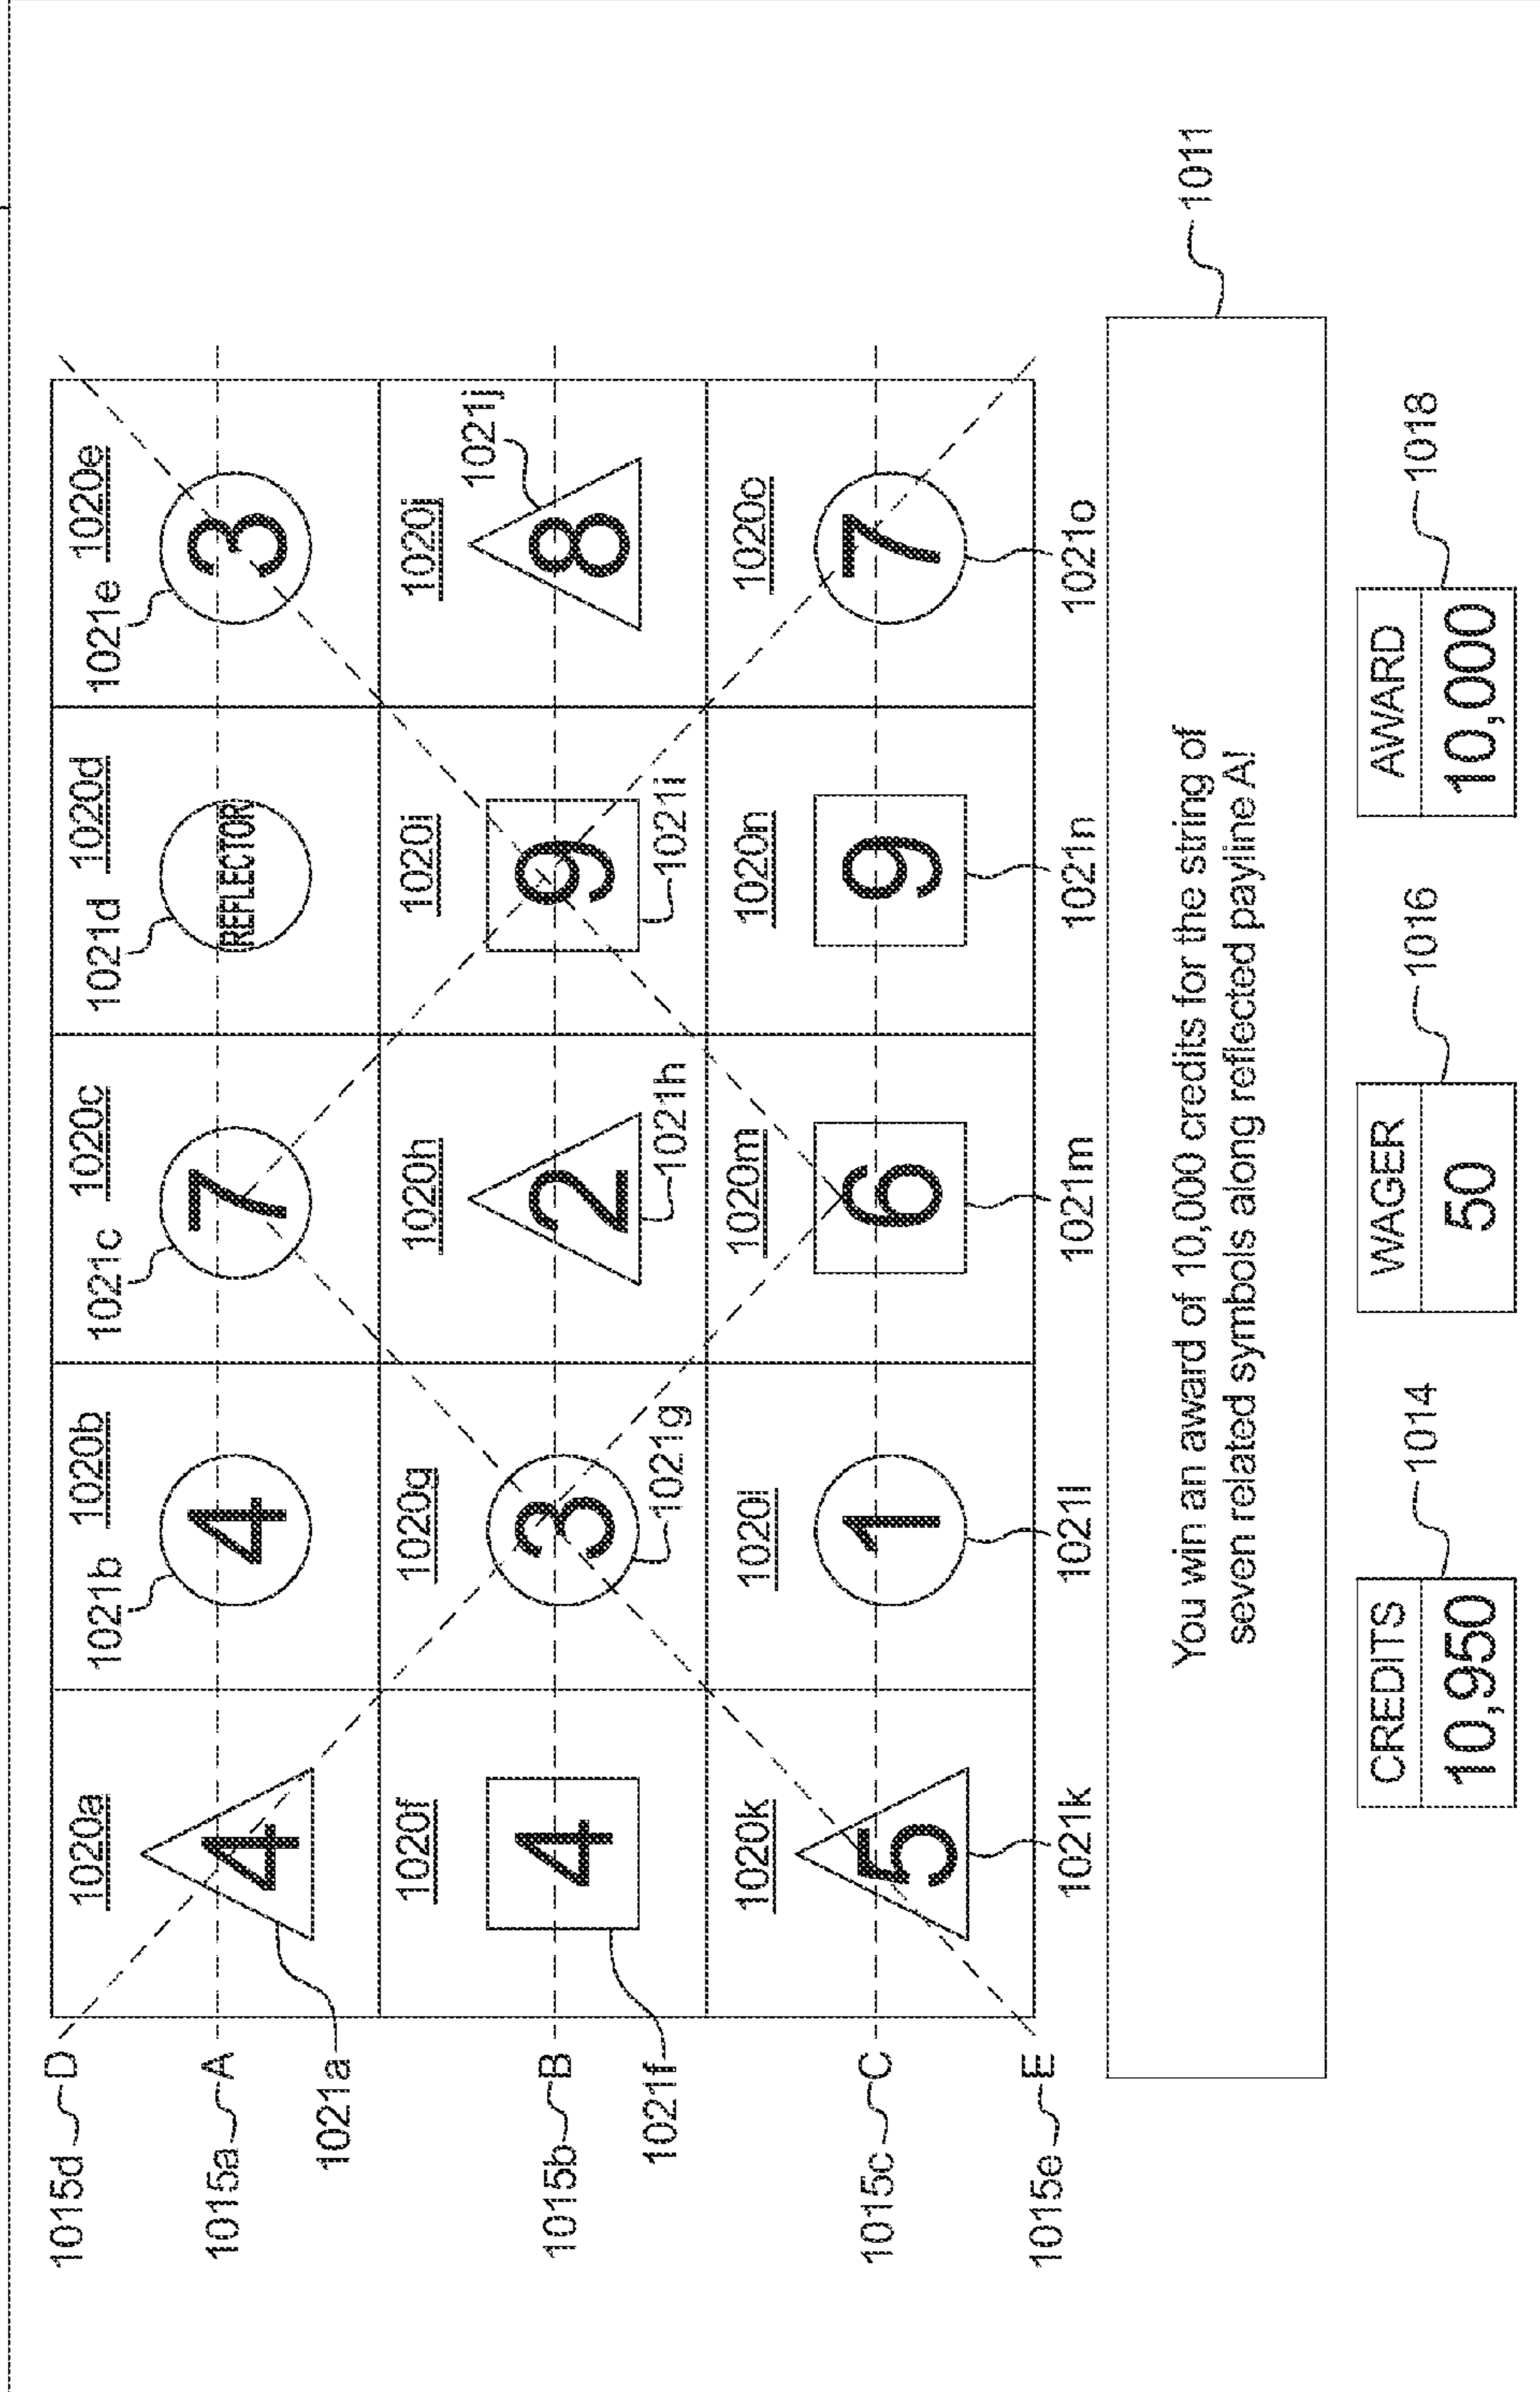 1015d D
1015a A
1021a
1015b B
1021f
1015c C
1015e E
1020a
4
1021b 1020b
4
1021c 1020c
7
1021d 1020d
REFLECTOR
1021e 1020e
3
1020f
4
1020g
3
1021g
1020h
2
1021h
1020i
9
1021i
1020j
1021j
8
1020k
5
1021k
1020l
1
1021l
1020m
6
1021m
1020n
9
1021n
1020o
7
1021o
You win an award of 10,000 credits for the string of
seven related symbols along reflected payline A!
1011
CREDITS
10,950
1014
WAGER
50
1016
AWARD
10,000
1018